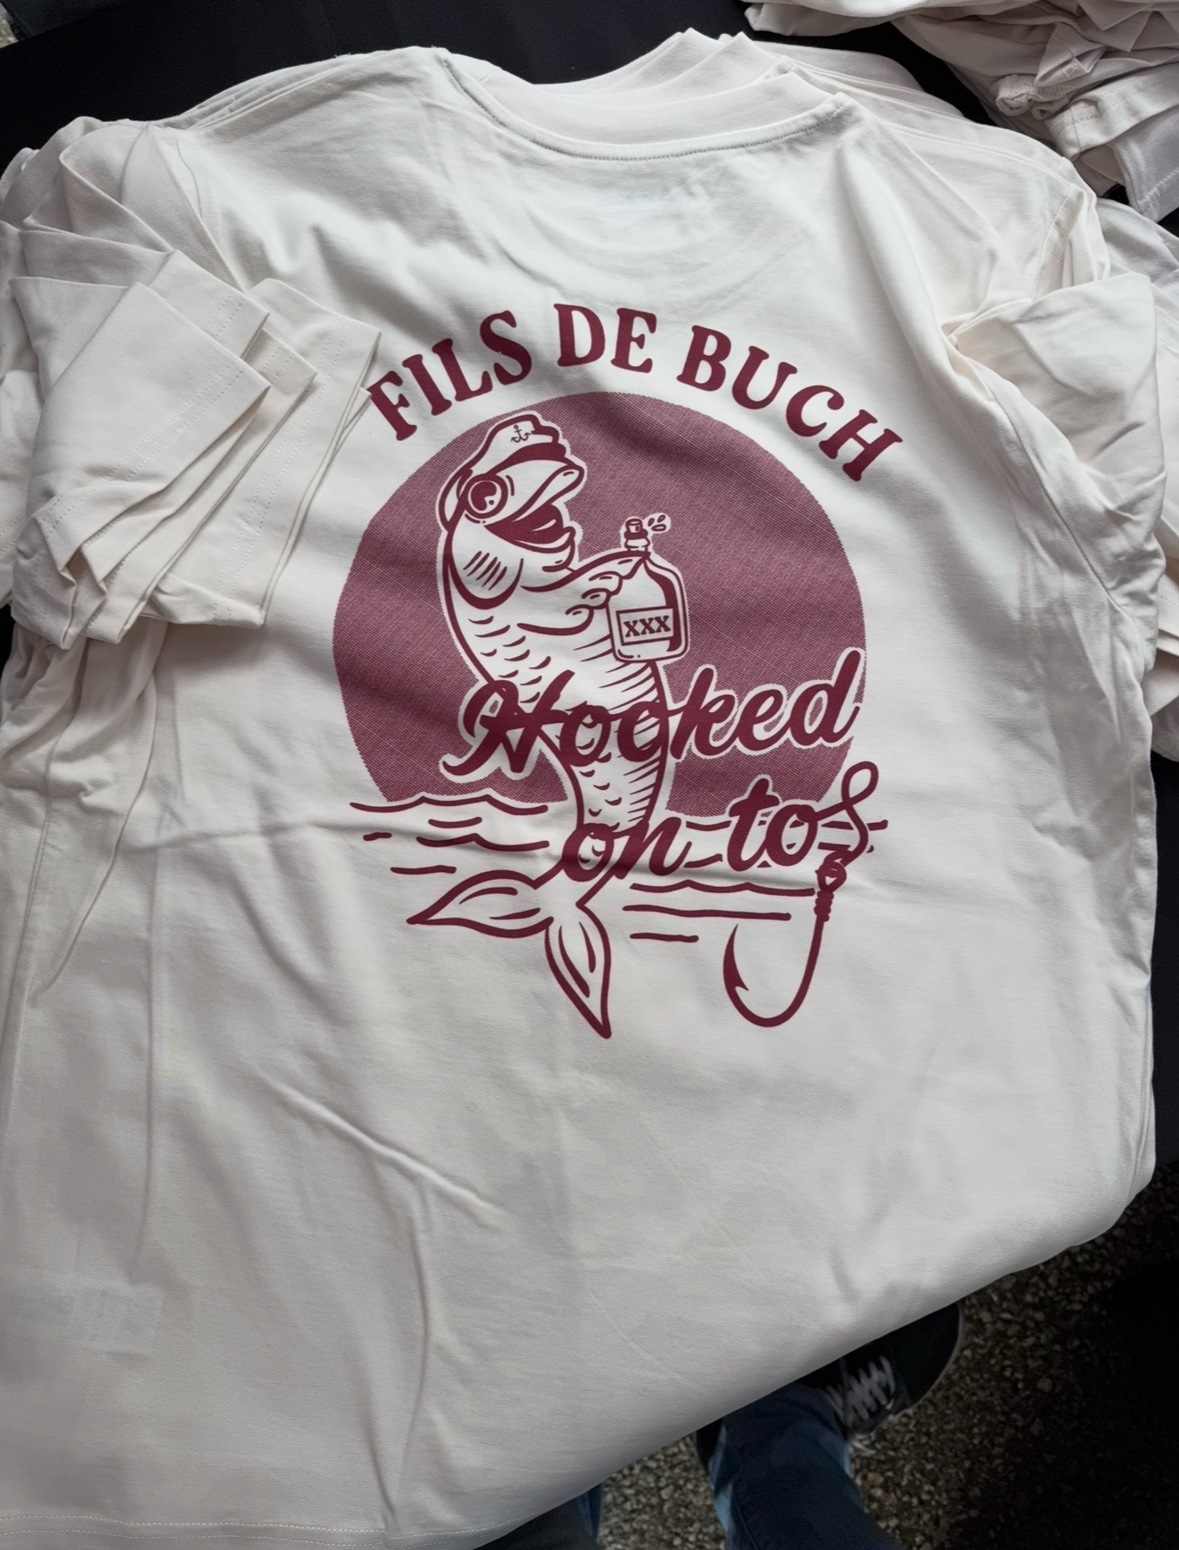 FILS DE BUCH
XXX
Hooked
on to